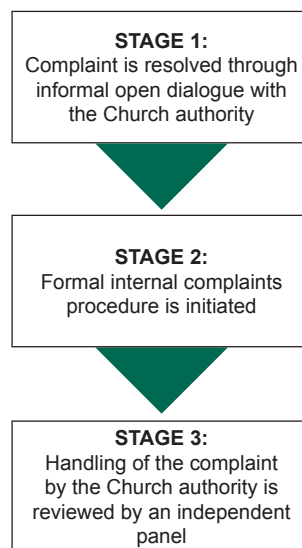 STAGE 1:
Complaint is resolved through
informal open dialogue with
the Church authority
STAGE 2:
Formal internal complaints
procedure is initiated
STAGE 3:
Handling of the complaint
by the Church authority is
reviewed by an independent
panel